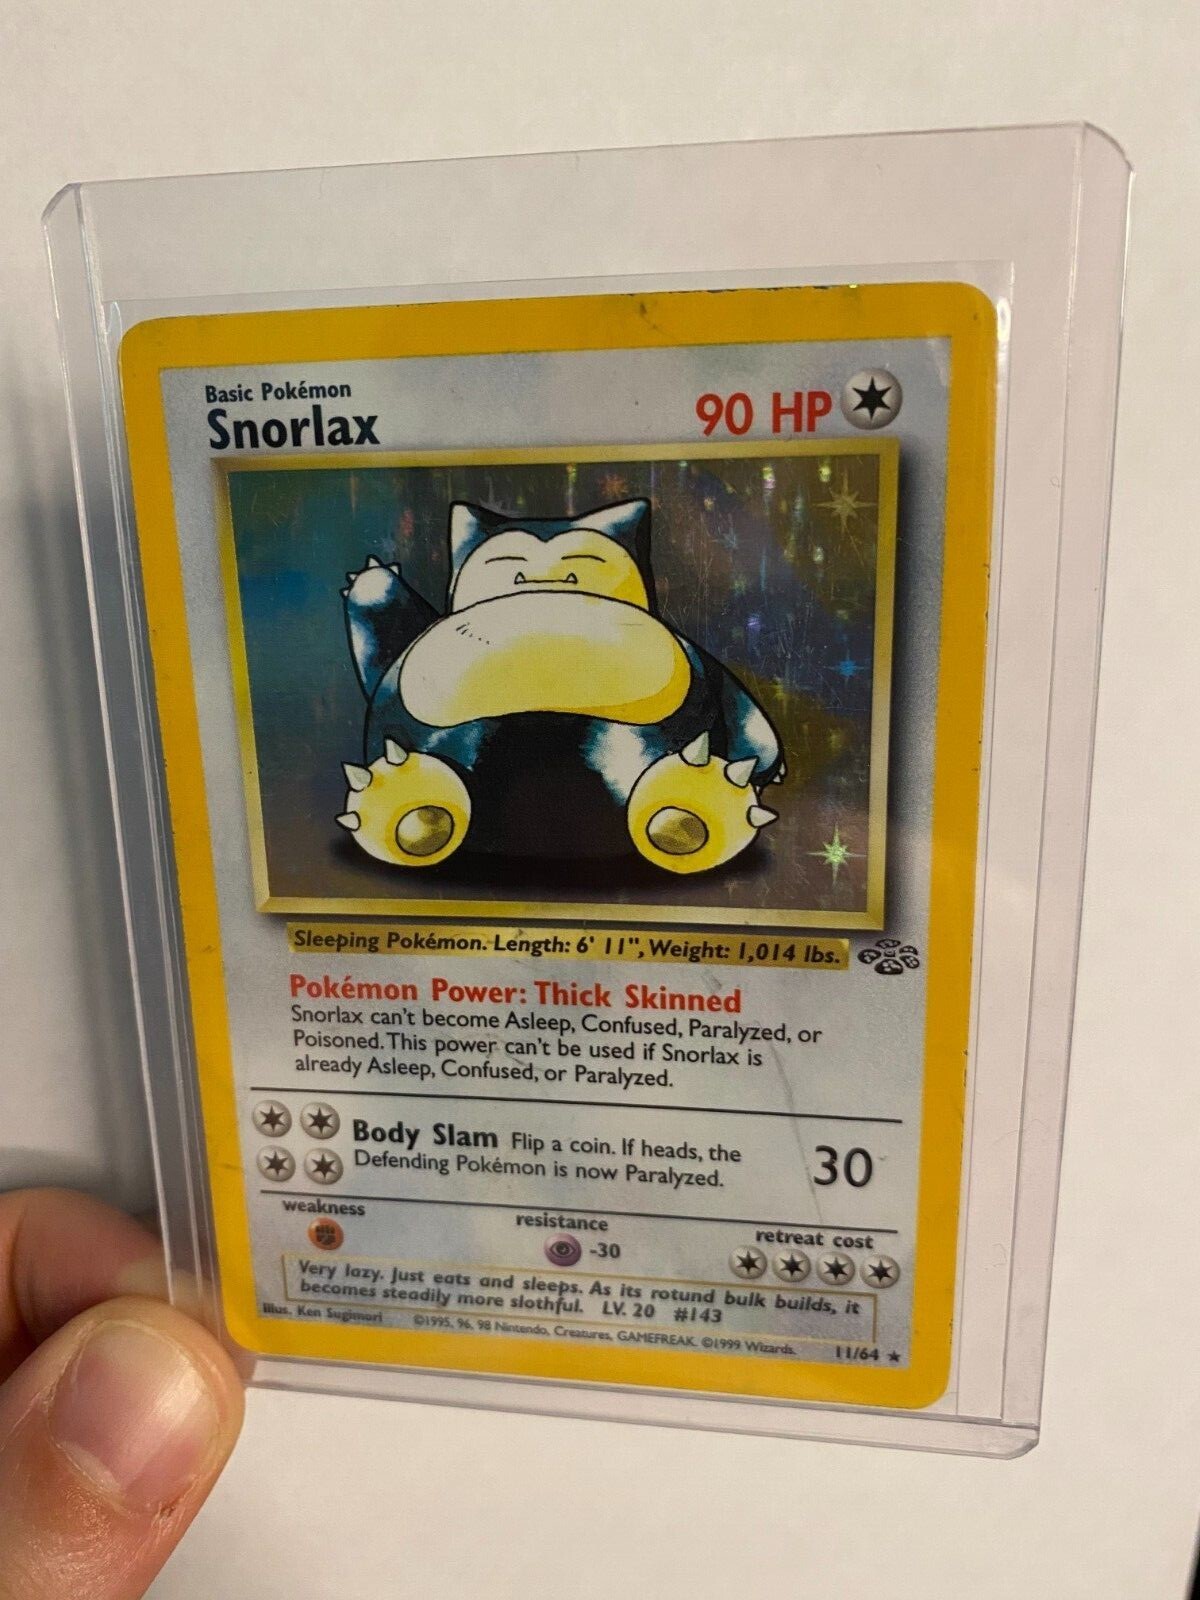 Basic Pokémon
Snorlax
90 HP
Sleeping Pokémon. Length: 6' 11", Weight: 1,014 lbs.
Pokémon Power: Thick Skinned
Snorlax can't become Asleep, Confused, Paralyzed, or
Poisoned. This power can't be used if Snorlax is
already Asleep, Confused, or Paralyzed.
Body Slam Flip a coin. If heads, the
Defending Pokémon is now Paralyzed.
30
weakness
resistance
-30
retreat cost
Very lazy. Just eats and sleeps. As its rotund bulk builds, it
becomes steadily more slothful. LV. 20 #143
Illus. Ken Sugimori
©1995, 96, 98 Nintendo, Creatures, GAMEFREAK. ©1999 Wizards.
11/64 ★